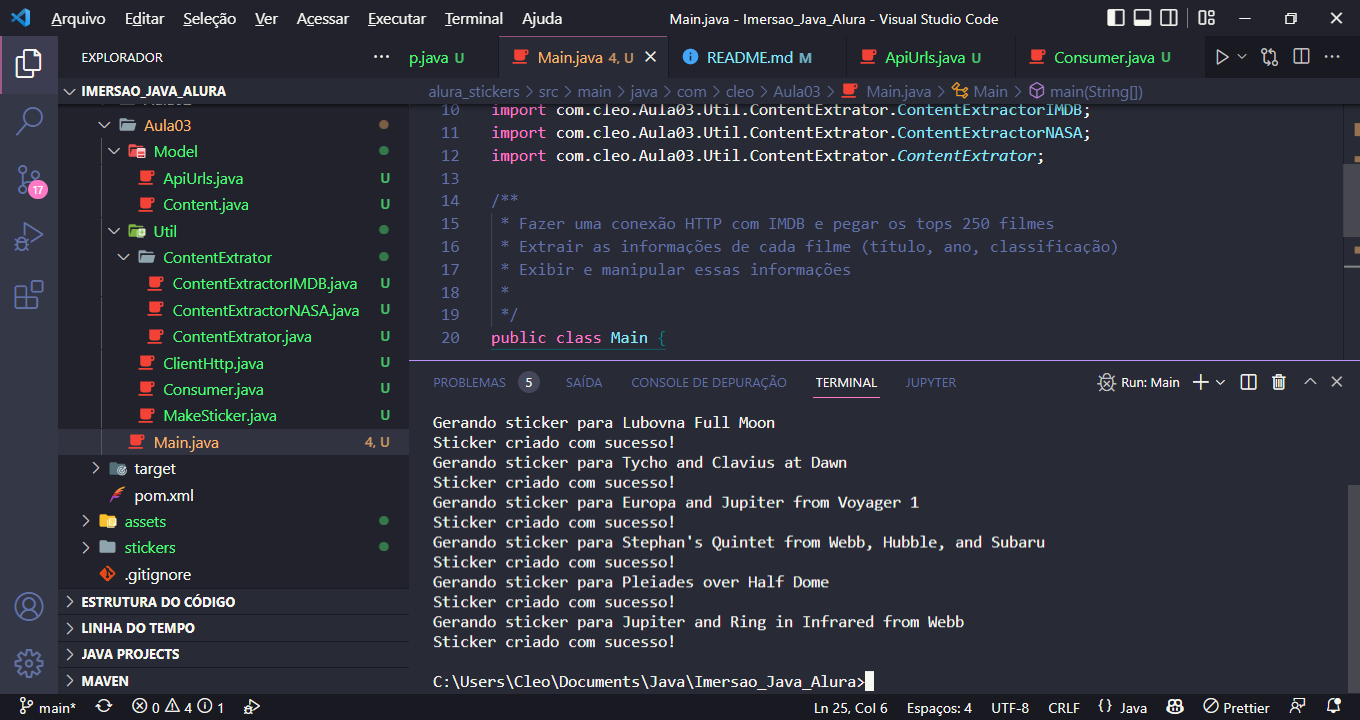 Arquivo Editar Seleção Ver Acessar Executar Terminal Ajuda Main.java - Imersao_Java_Alura - Visual Studio Code
EXPLORADOR
IMERSAO_JAVA_ALURA
Aula03
Model
ApiUrls.java U
Content.java U
Util
ContentExtrator
ContentExtractorIMDB.java U
ContentExtractorNASA.java U
ContentExtrator.java U
ClientHttp.java U
Consumer.java U
MakeSticker.java U
Main.java 4, U
target
pom.xml
assets
stickers
.gitignore
ESTRUTURA DO CÓDIGO
LINHA DO TEMPO
JAVA PROJECTS
MAVEN
17
p.java U Main.java 4, U README.md M ApiUrls.java U Consumer.java U
alura_stickers > src > main > java > com > cleo > Aula03 > Main.java > Main > main(String[])
10 import com.cleo.Aula03.Util.ContentExtrator.ContentExtractorIMDB;
11 import com.cleo.Aula03.Util.ContentExtrator.ContentExtractorNASA;
12 import com.cleo.Aula03.Util.ContentExtrator.ContentExtrator;
13
14 /**
15 * Fazer uma conexão HTTP com IMDB e pegar os tops 250 filmes
16 * Extrair as informações de cada filme (título, ano, classificação)
17 * Exibir e manipular essas informações
18 *
19 */
20 public class Main {
PROBLEMAS 5 SAÍDA CONSOLE DE DEPURAÇÃO TERMINAL JUPYTER Run: Main
Gerando sticker para Lubovna Full Moon
Sticker criado com sucesso!
Gerando sticker para Tycho and Clavius at Dawn
Sticker criado com sucesso!
Gerando sticker para Europa and Jupiter from Voyager 1
Sticker criado com sucesso!
Gerando sticker para Stephan's Quintet from Webb, Hubble, and Subaru
Sticker criado com sucesso!
Gerando sticker para Pleiades over Half Dome
Sticker criado com sucesso!
Gerando sticker para Jupiter and Ring in Infrared from Webb
Sticker criado com sucesso!
C:\Users\Cleo\Documents\Java\Imersao_Java_Alura>
main* 0 4 1 Ln 25, Col 6 Espaços: 4 UTF-8 CRLF {} Java Prettier